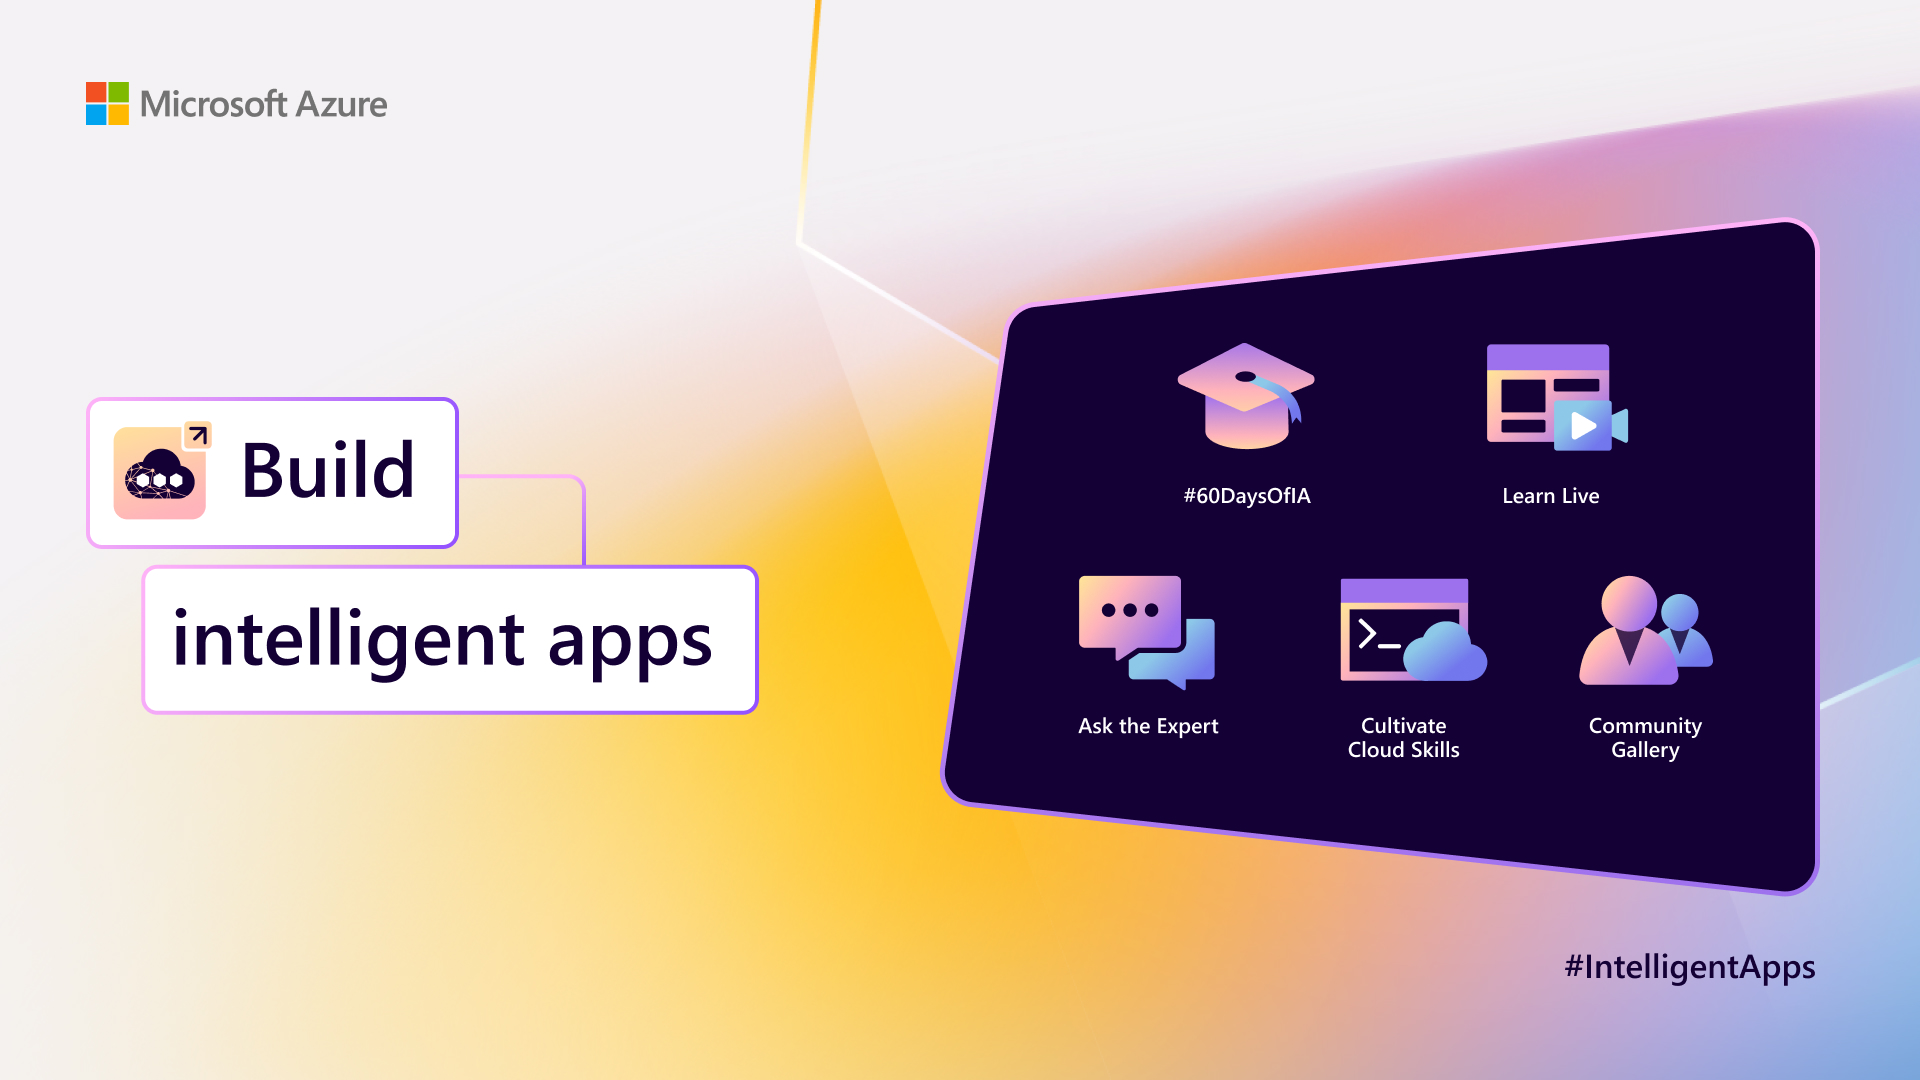 Microsoft Azure
Build
intelligent apps
#60DaysOfIA
Learn Live
Ask the Expert
Cultivate
Cloud Skills
Community
Gallery
#IntelligentApps